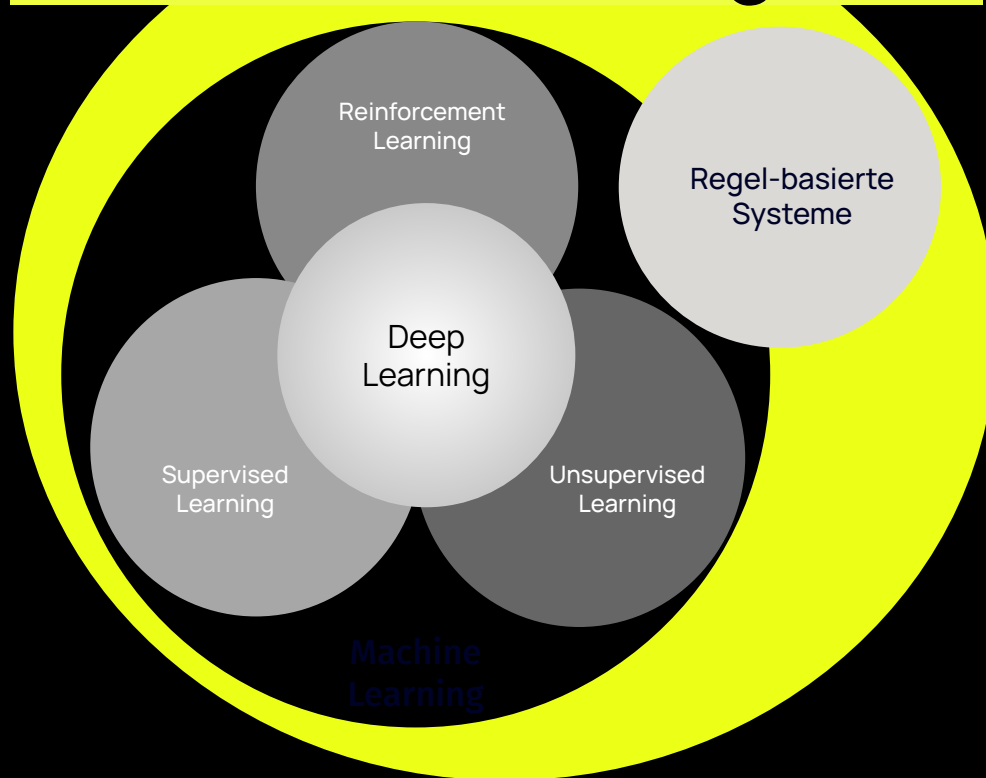 Reinforcement
Learning
Regel-basierte
Systeme
Deep
Learning
Supervised
Learning
Unsupervised
Learning
Machine
Learning